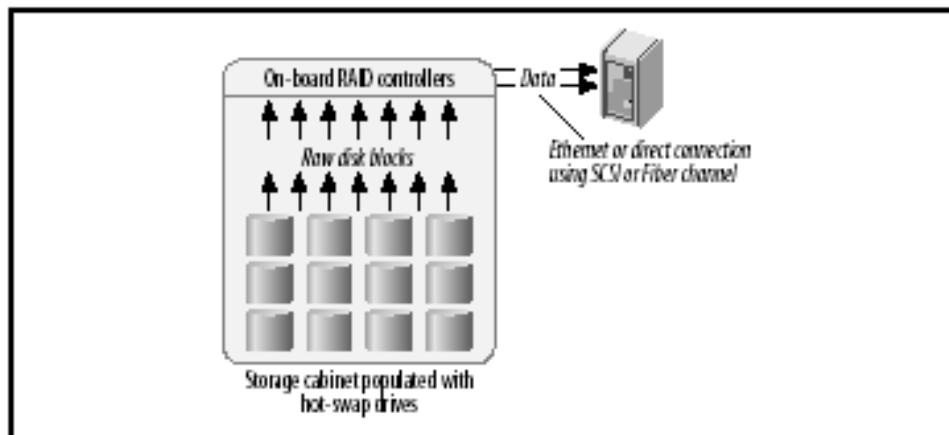 On-board RAID controllers
Data
Raw disk blocks
Ethernet or direct connection
using SCSI or Fiber channel
Storage cabinet populated with
hot-swap drives